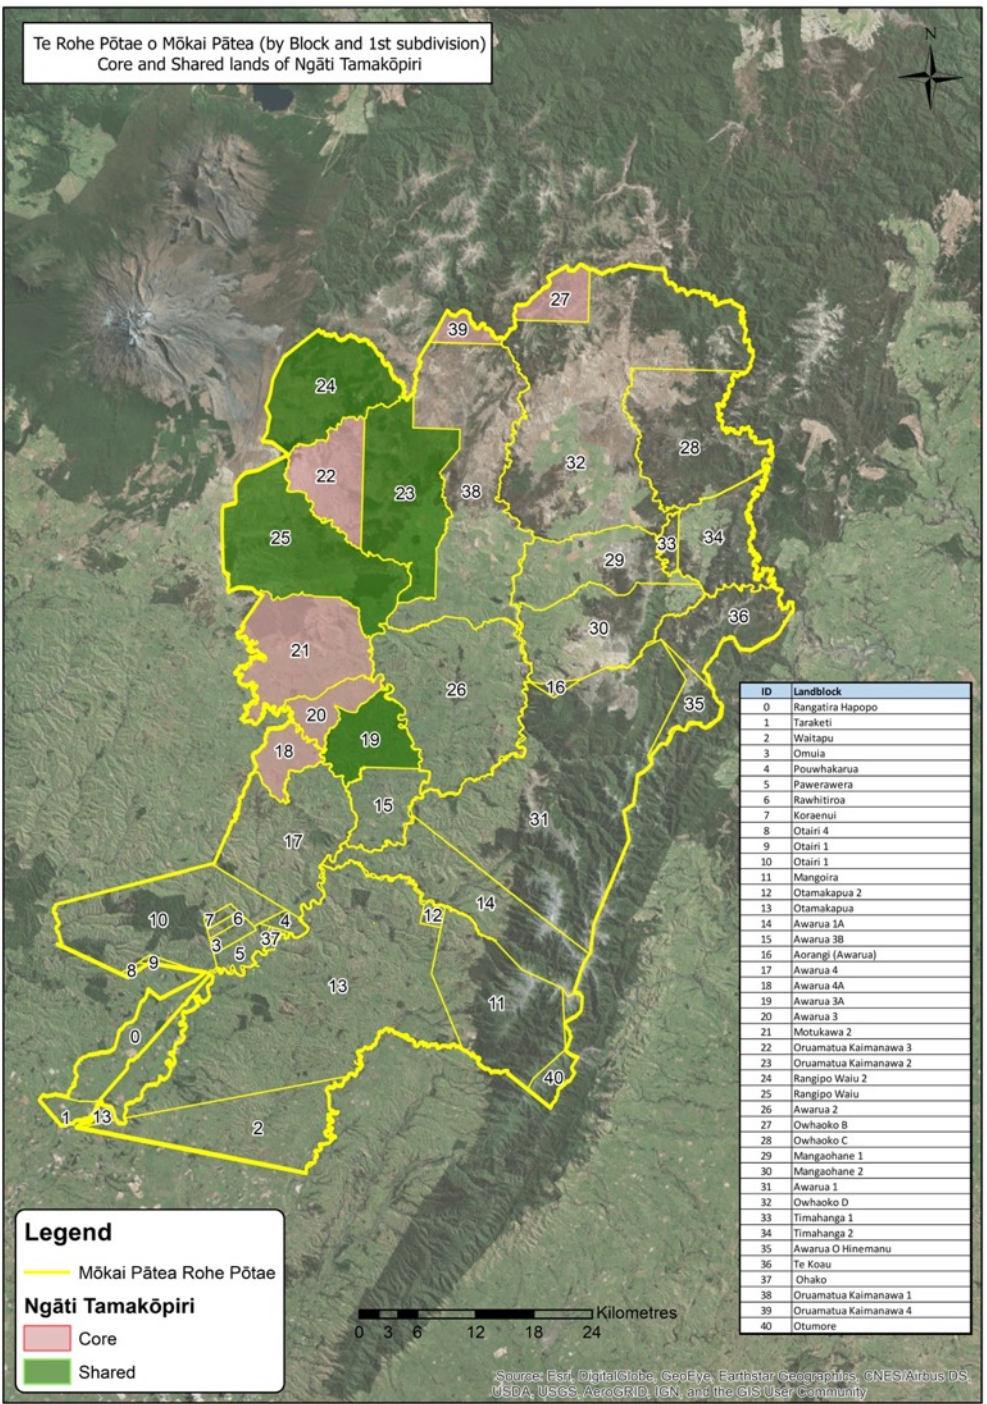 Te Rohe Pōtae o Mōkai Pātea (by Block and 1st subdivision)
Core and Shared lands of Ngāti Tamakōpiri
N
27
39
24
28
22
32
23
38
25
33
34
29
36
30
21
16
26
35
20
19
18
15
31
17
14
12
10
7
6
4
3
37
5
9
8
13
11
0
40
1
13
2
ID Landblock
0 Rangatira Hapopo
1 Taraketi
2 Waitapu
3 Omuia
4 Pouwhakarua
5 Pawerawera
6 Rawhitiroa
7 Koraenui
8 Otairi 4
9 Otairi 1
10 Otairi 1
11 Mangoira
12 Otamakapua 2
13 Otamakapua
14 Awarua 1A
15 Awarua 3B
16 Aorangi (Awarua)
17 Awarua 4
18 Awarua 4A
19 Awarua 3A
20 Awarua 3
21 Motukawa 2
22 Oruamatua Kaimanawa 3
23 Oruamatua Kaimanawa 2
24 Rangipo Waiu 2
25 Rangipo Waiu
26 Awarua 2
27 Owhaoko B
28 Owhaoko C
29 Mangaohane 1
30 Mangaohane 2
31 Awarua 1
32 Owhaoko D
33 Timahanga 1
34 Timahanga 2
35 Awarua O Hinemanu
36 Te Koau
37 Ohako
38 Oruamatua Kaimanawa 1
39 Oruamatua Kaimanawa 4
40 Otumore
Legend
Mōkai Pātea Rohe Pōtae
Ngāti Tamakōpiri
Core
Shared
Kilometres
0 3 6 12 18 24
Source: Esri, DigitalGlobe, GeoEye, Earthstar Geographics, CNES/Airbus DS,
USDA, USGS, AeroGRID, IGN, and the GIS User Community